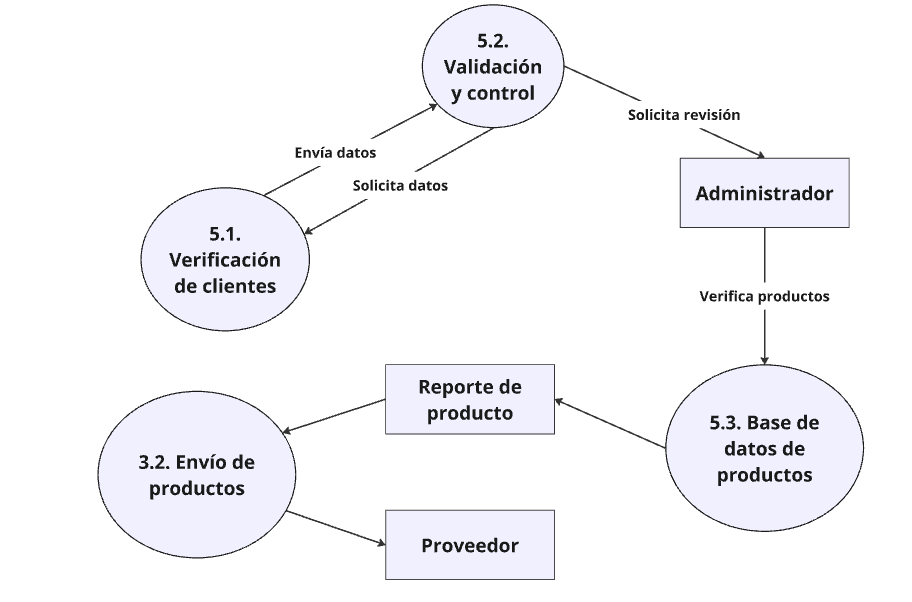 5.2.
Validación
y control
Solicita revisión
Envía datos
Solicita datos
Administrador
5.1.
Verificación
de clientes
Verifica productos
Reporte de
producto
5.3. Base de
datos de
productos
3.2. Envío de
productos
Proveedor